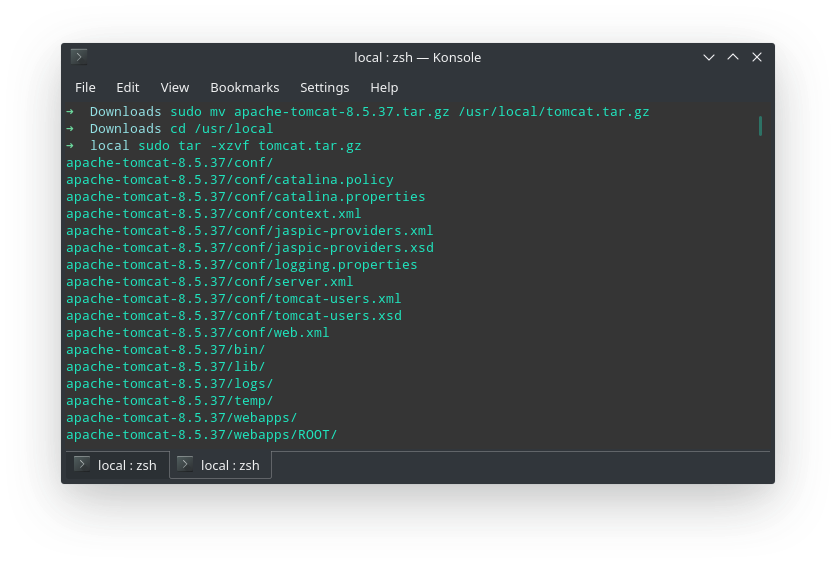 local : zsh — Konsole
File Edit View Bookmarks Settings Help
➜ Downloads sudo mv apache-tomcat-8.5.37.tar.gz /usr/local/tomcat.tar.gz
➜ Downloads cd /usr/local
➜ local sudo tar -xzvf tomcat.tar.gz
apache-tomcat-8.5.37/conf/
apache-tomcat-8.5.37/conf/catalina.policy
apache-tomcat-8.5.37/conf/catalina.properties
apache-tomcat-8.5.37/conf/context.xml
apache-tomcat-8.5.37/conf/jaspic-providers.xml
apache-tomcat-8.5.37/conf/jaspic-providers.xsd
apache-tomcat-8.5.37/conf/logging.properties
apache-tomcat-8.5.37/conf/server.xml
apache-tomcat-8.5.37/conf/tomcat-users.xml
apache-tomcat-8.5.37/conf/tomcat-users.xsd
apache-tomcat-8.5.37/conf/web.xml
apache-tomcat-8.5.37/bin/
apache-tomcat-8.5.37/lib/
apache-tomcat-8.5.37/logs/
apache-tomcat-8.5.37/temp/
apache-tomcat-8.5.37/webapps/
apache-tomcat-8.5.37/webapps/ROOT/
local : zsh local : zsh